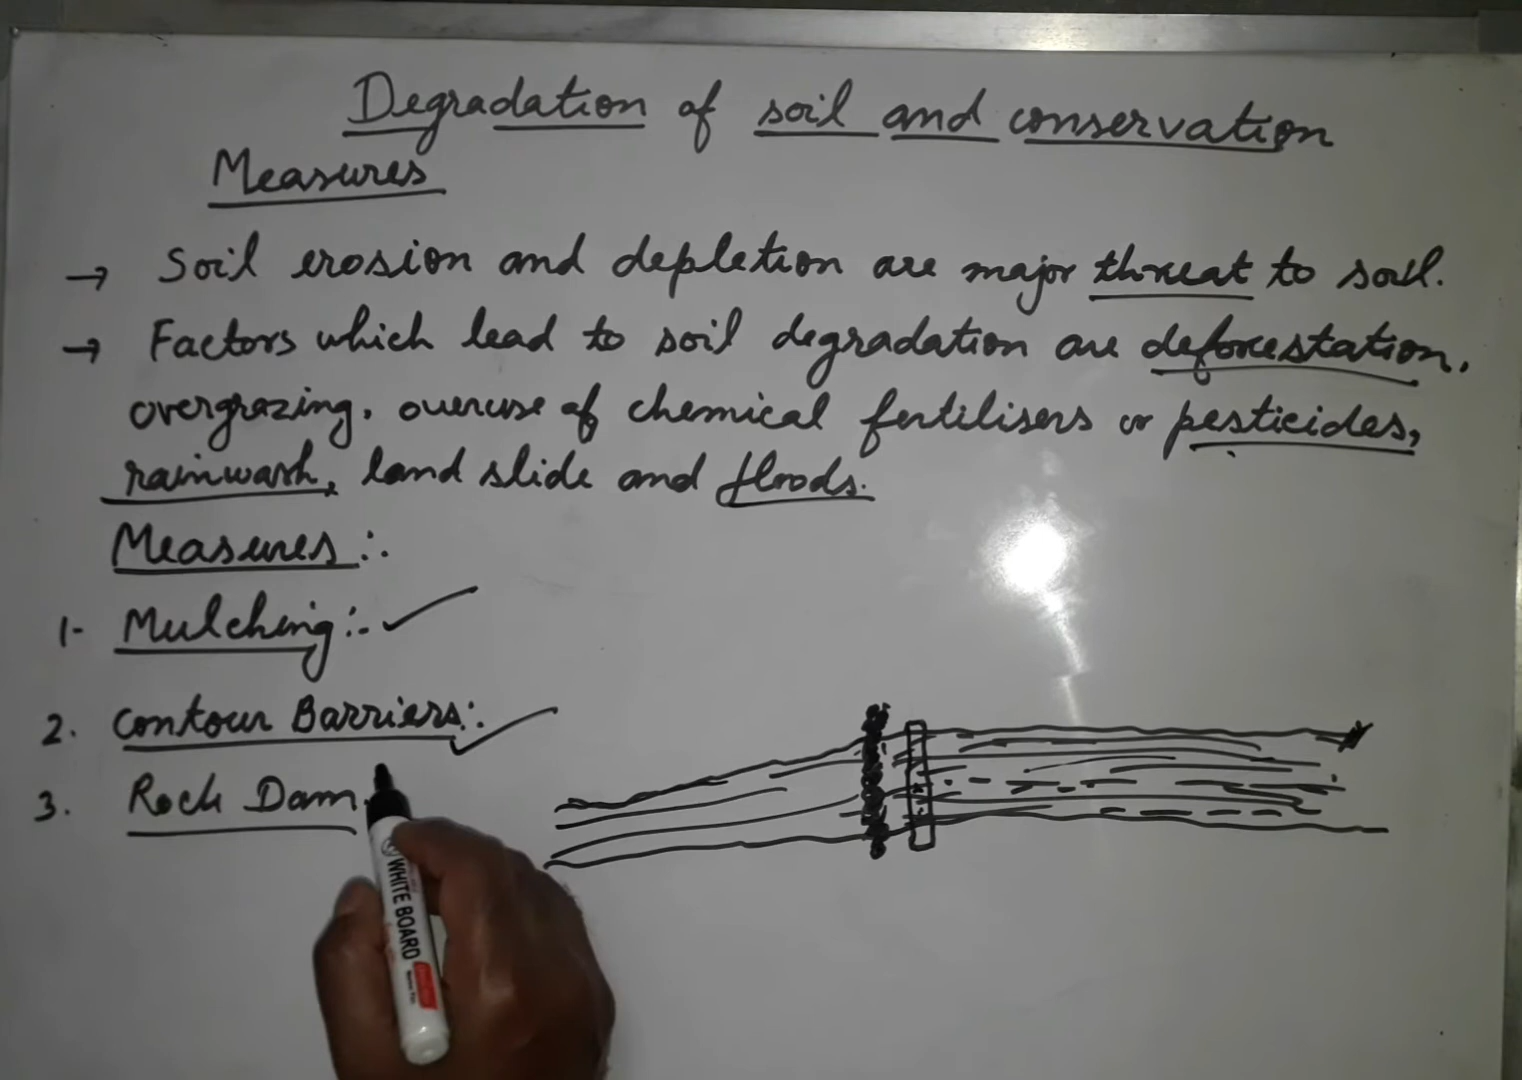 Degradation of soil and conservation
Measures
→ Soil erosion and depletion are major threat to soil.
→ Factors which lead to soil degradation are deforestation,
overgrazing, overuse of chemical fertilisers or pesticides,
rainwash, land slide and floods.
Measures :-
1- Mulching :-
2. Contour Barriers :-
3. Rock Dam
WHITE BOARD